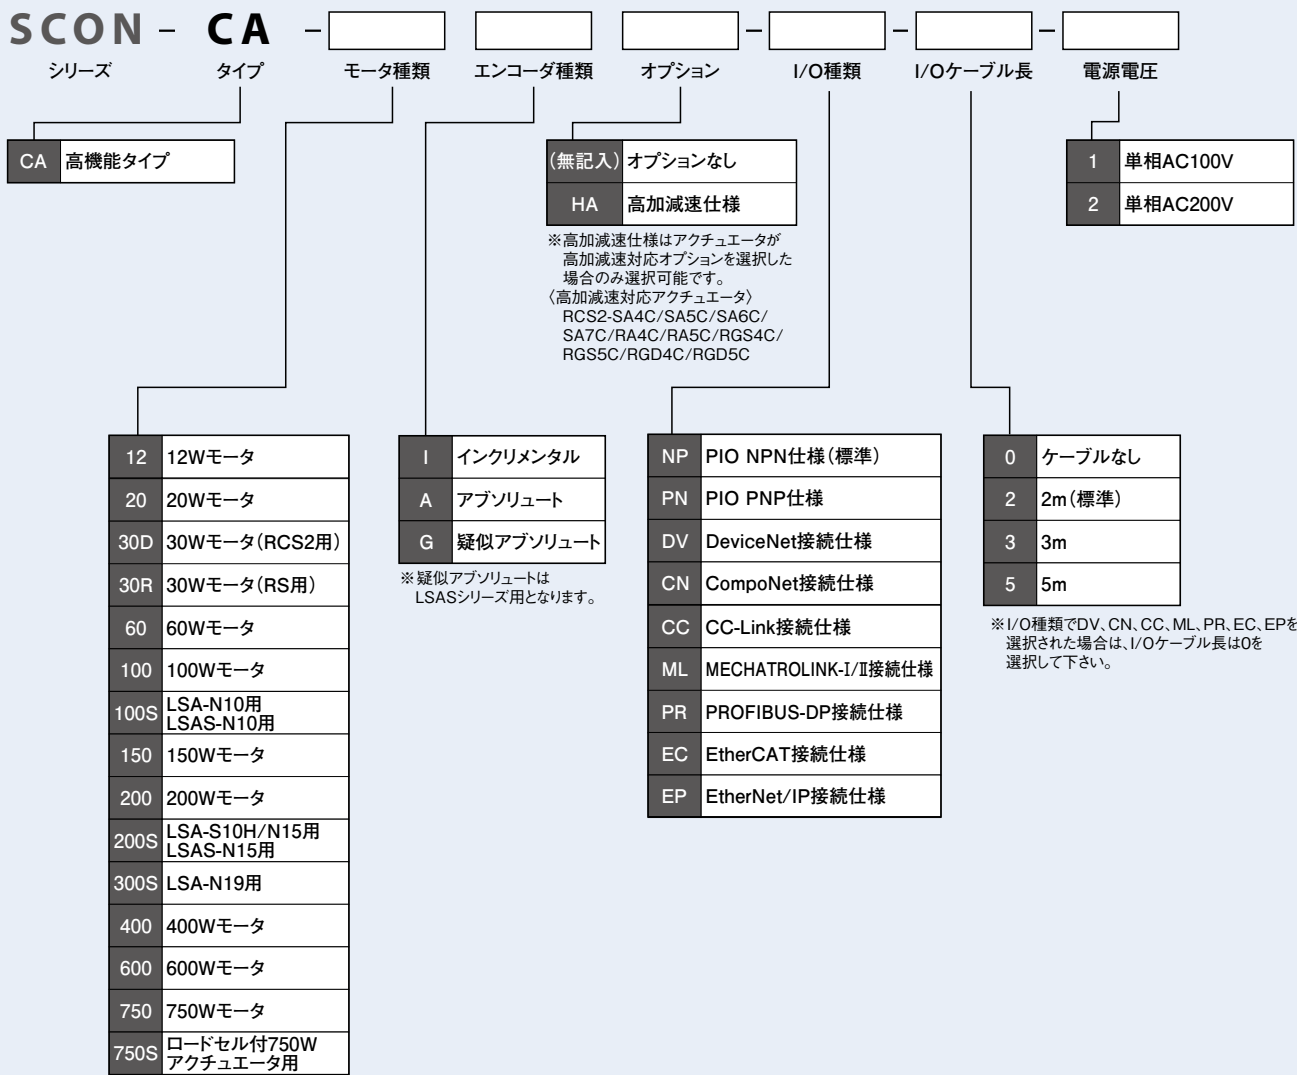 SCON － CA －
シリーズ タイプ モータ種類 エンコーダ種類 オプション I/O種類 I/Oケーブル長 電源電圧
CA 高機能タイプ
(無記入) オプションなし
HA 高加減速仕様
※高加減速仕様はアクチュエータが
高加減速対応オプションを選択した
場合のみ選択可能です。
〈高加減速対応アクチュエータ〉
RCS2-SA4C/SA5C/SA6C/
SA7C/RA4C/RA5C/RGS4C/
RGS5C/RGD4C/RGD5C
1 単相AC100V
2 単相AC200V
12 12Wモータ
20 20Wモータ
30D 30Wモータ(RCS2用)
30R 30Wモータ(RS用)
60 60Wモータ
100 100Wモータ
100S LSA-N10用
LSAS-N10用
150 150Wモータ
200 200Wモータ
200S LSA-S10H/N15用
LSAS-N15用
300S LSA-N19用
400 400Wモータ
600 600Wモータ
750 750Wモータ
750S ロードセル付750W
アクチュエータ用
I インクリメンタル
A アブソリュート
G 疑似アブソリュート
※疑似アブソリュートは
LSASシリーズ用となります。
NP PIO NPN仕様(標準)
PN PIO PNP仕様
DV DeviceNet接続仕様
CN CompoNet接続仕様
CC CC-Link接続仕様
ML MECHATROLINK-Ⅰ/Ⅱ接続仕様
PR PROFIBUS-DP接続仕様
EC EtherCAT接続仕様
EP EtherNet/IP接続仕様
0 ケーブルなし
2 2m(標準)
3 3m
5 5m
※I/O種類でDV、CN、CC、ML、PR、EC、EPを
選択された場合は、I/Oケーブル長は0を
選択して下さい。